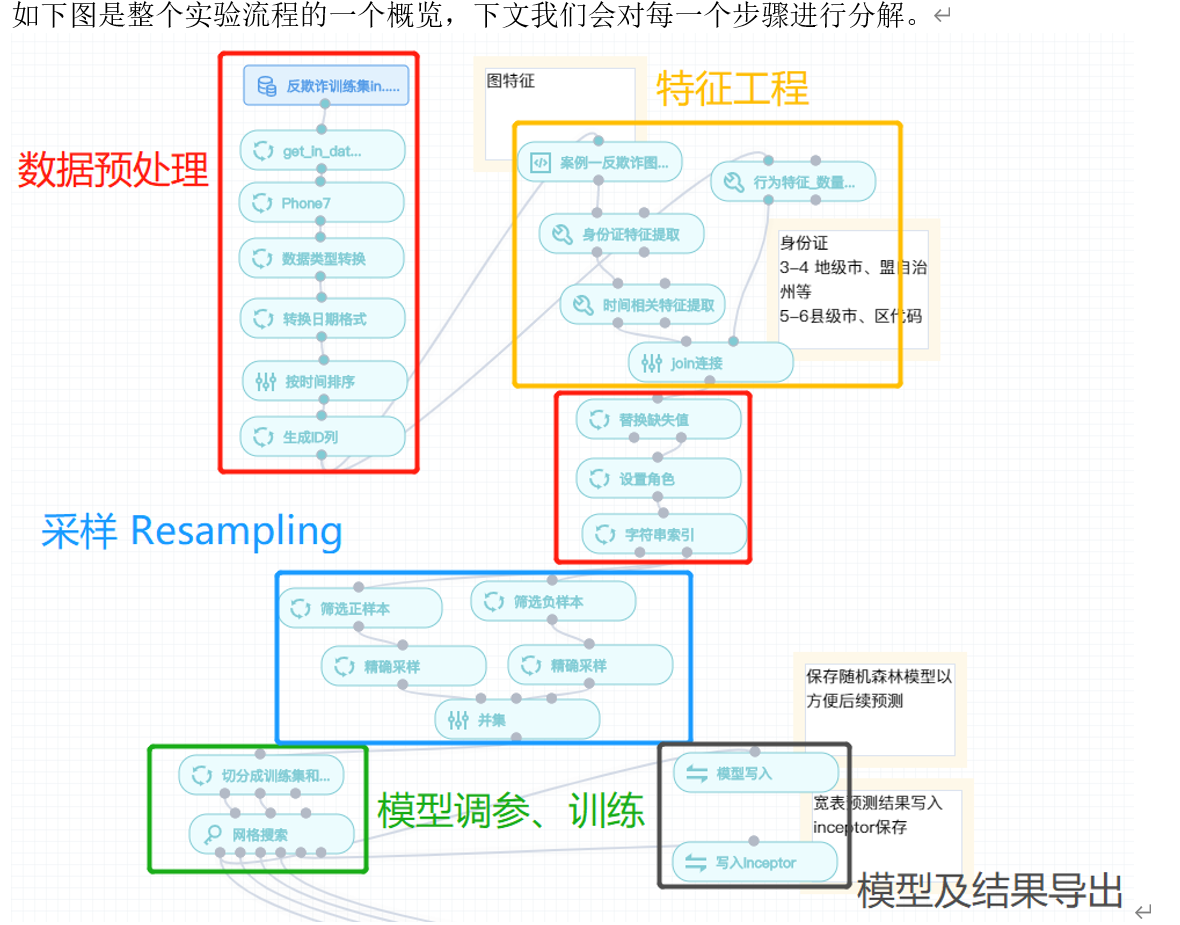 如下图是整个实验流程的一个概览，下文我们会对每一个步骤进行分解。
数据预处理
反欺诈训练集in.....
get_in_dat...
Phone7
数据类型转换
转换日期格式
按时间排序
生成ID列
图特征
特征工程
案例一反欺诈图...
行为特征_数量...
身份证特征提取
时间相关特征提取
join连接
身份证
3-4 地级市、盟自治
州等
5-6县级市、区代码
替换缺失值
设置角色
字符串索引
采样 Resampling
筛选正样本
筛选负样本
精确采样
精确采样
并集
切分成训练集和...
网格搜索
模型调参、训练
保存随机森林模型以
方便后续预测
模型写入
宽表预测结果写入
inceptor保存
写入Inceptor
模型及结果导出